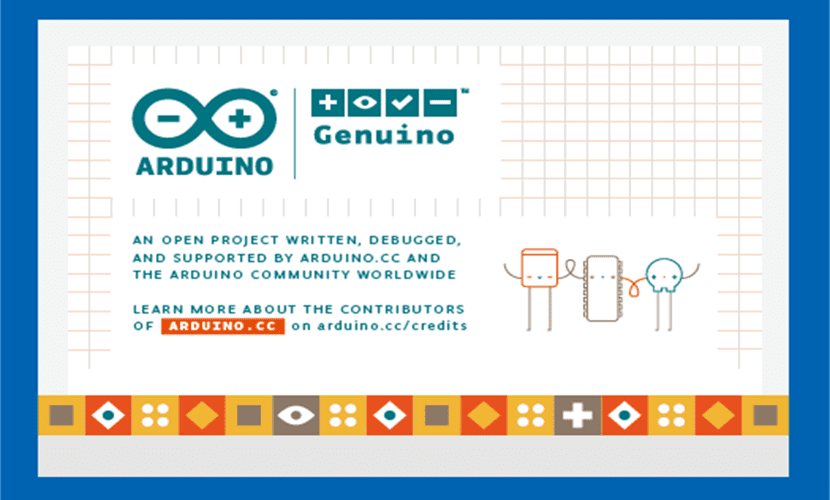 ARDUINO
Genuino™
AN OPEN PROJECT WRITTEN, DEBUGGED,
AND SUPPORTED BY ARDUINO.CC AND
THE ARDUINO COMMUNITY WORLDWIDE
LEARN MORE ABOUT THE CONTRIBUTORS
OF ARDUINO.CC on arduino.cc/credits